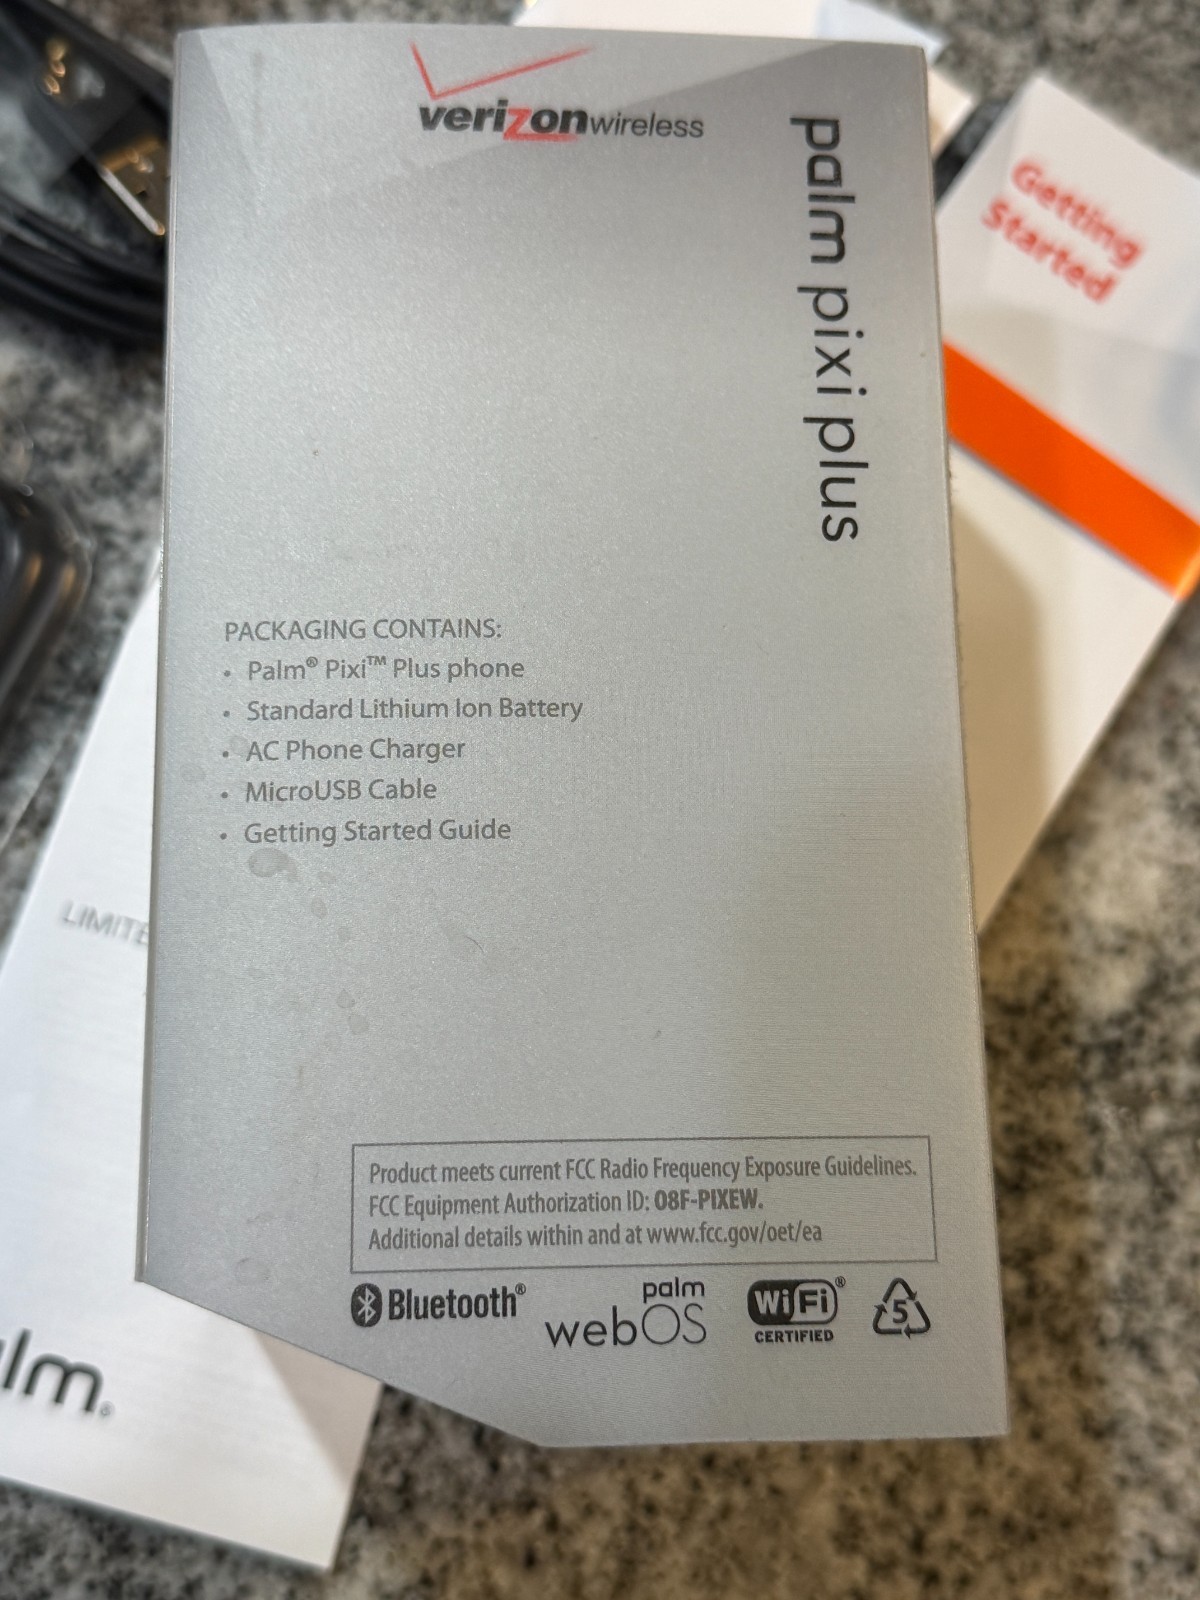 verizonwireless
palm pixi plus
Getting
Started
PACKAGING CONTAINS:
• Palm® Pixi™ Plus phone
• Standard Lithium Ion Battery
• AC Phone Charger
• MicroUSB Cable
• Getting Started Guide
LIMITE
Product meets current FCC Radio Frequency Exposure Guidelines.
FCC Equipment Authorization ID: O8F-PIXEW.
Additional details within and at www.fcc.gov/oet/ea
Bluetooth®
palm
webOS
WiFi®
CERTIFIED
5
alm®